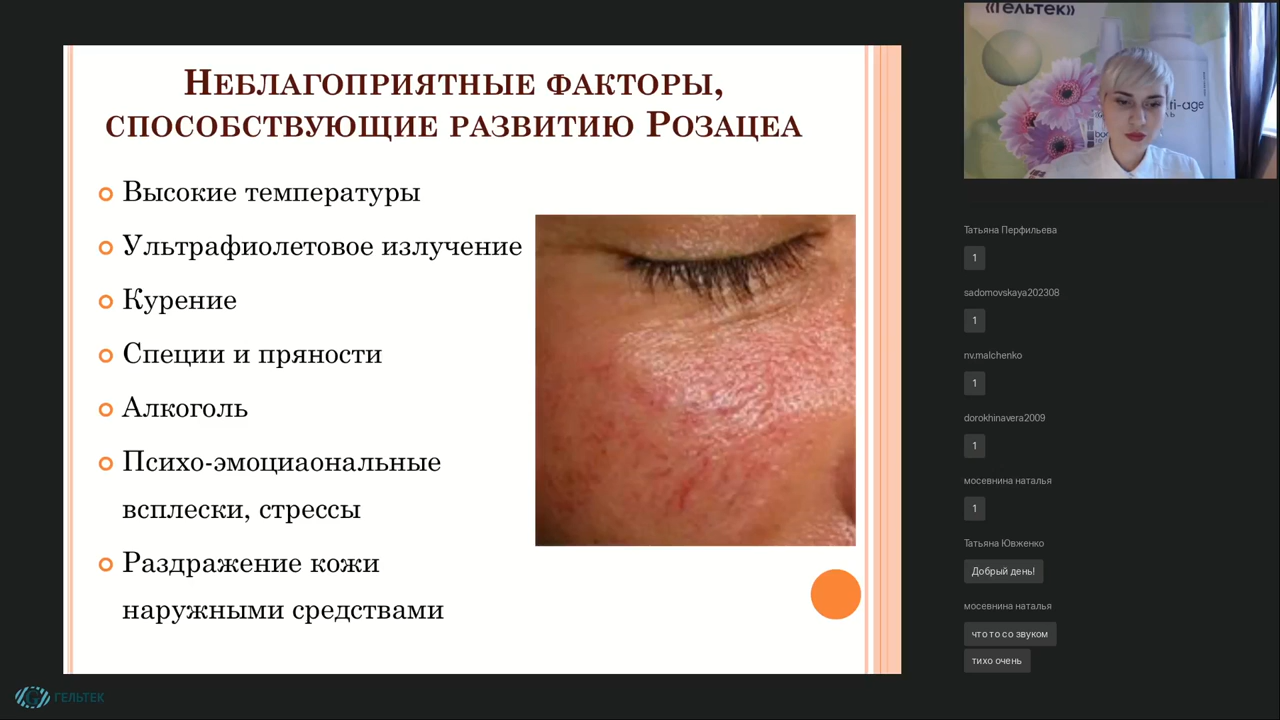 Неблагоприятные факторы,
способствующие развитию Розацеа
Высокие температуры
Ультрафиолетовое излучение
Курение
Специи и пряности
Алкоголь
Психо-эмоциаональные
всплески, стрессы
Раздражение кожи
наружными средствами
ГЕЛЬТЕК
«Гельтек»
ti-age
Татьяна Перфильева
1
sadomovskaya202308
1
nv.malchenko
1
dorokhinavera2009
1
мосевнина наталья
1
Татьяна Ювженко
Добрый день!
мосевнина наталья
что то со звуком
тихо очень